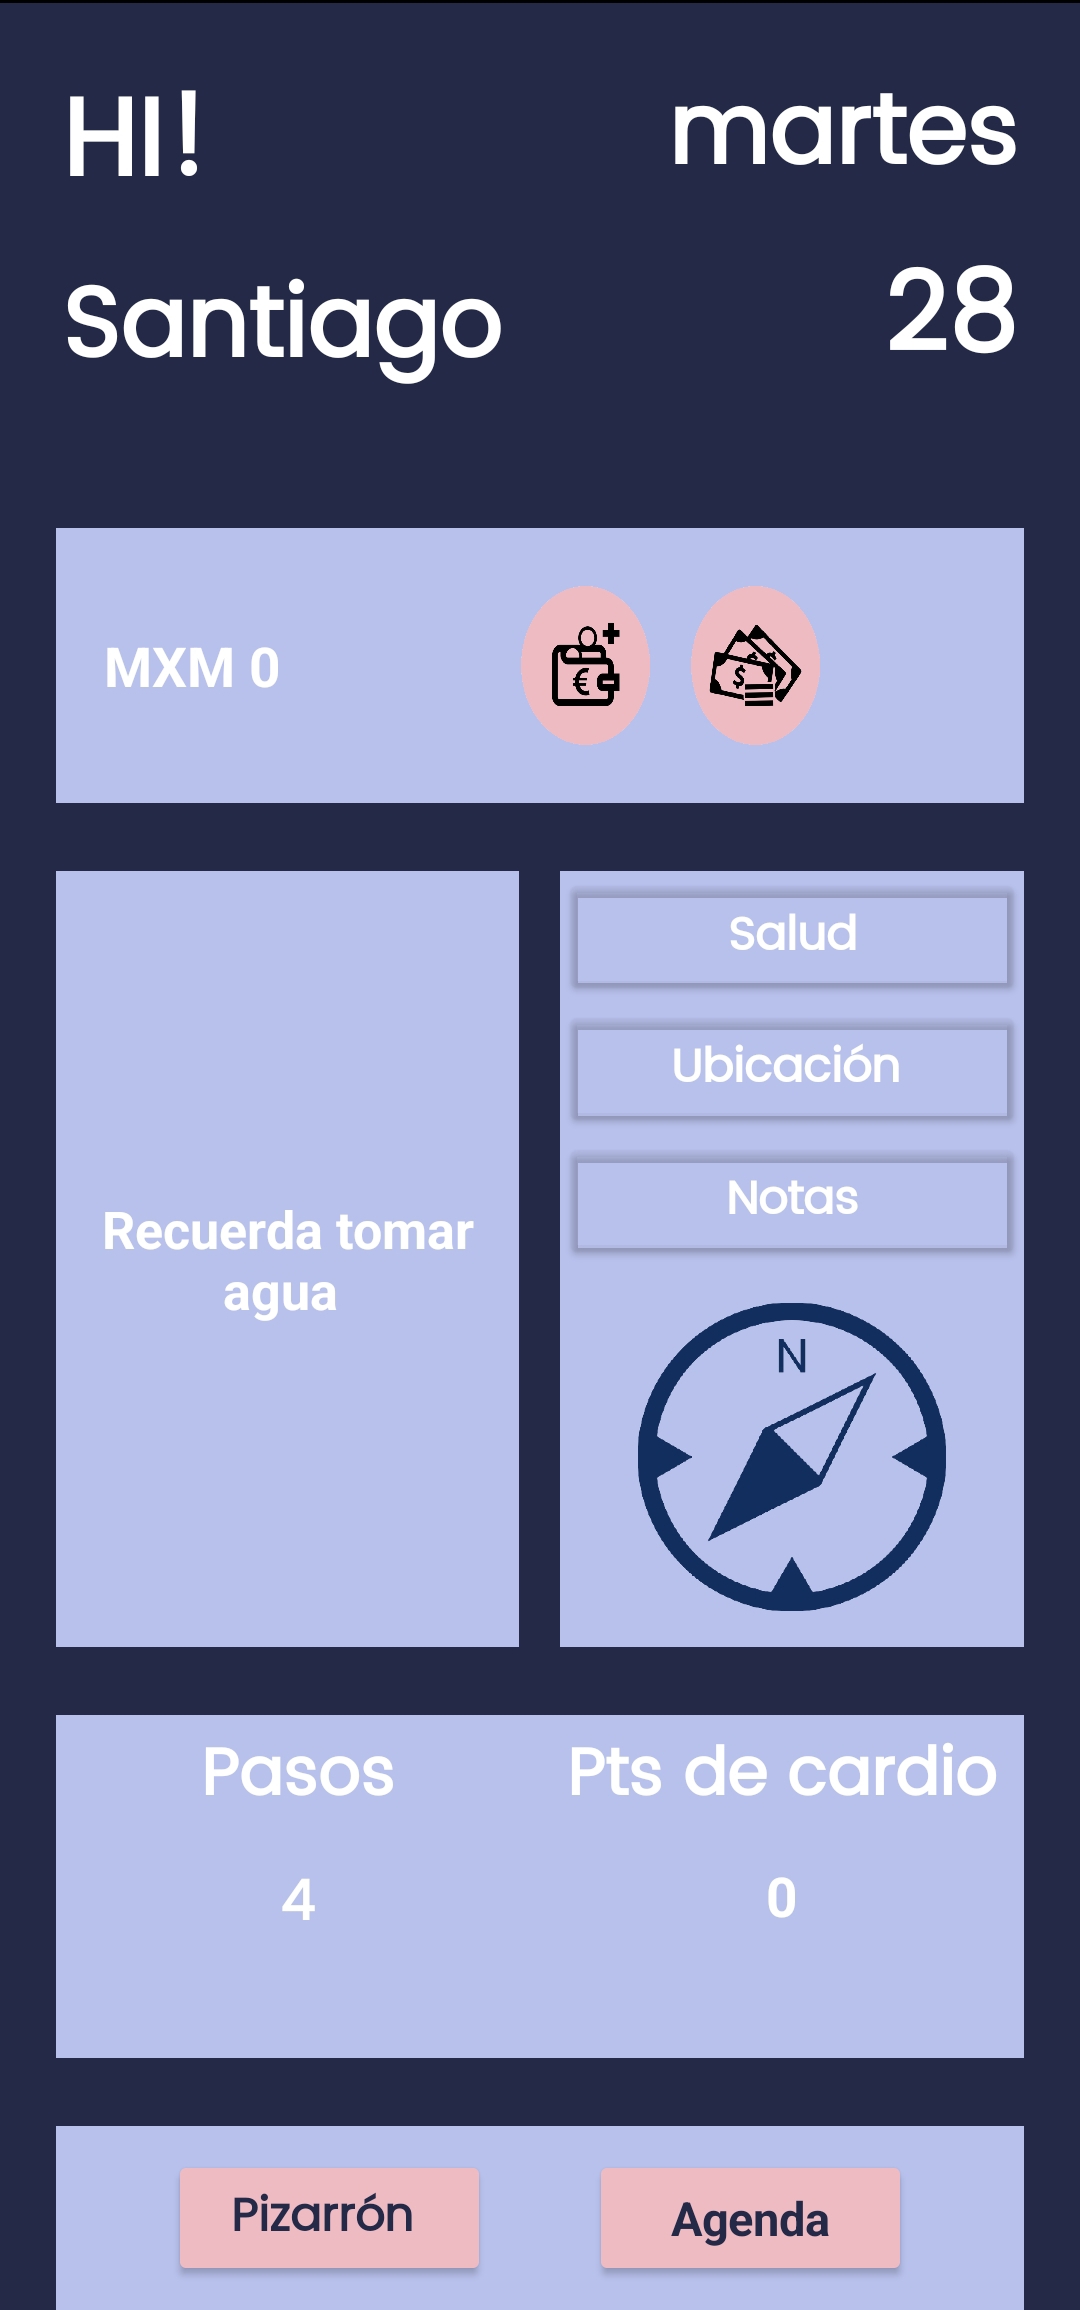 HI!
martes
Santiago
28
MXM 0
€
$
Salud
Ubicación
Notas
Recuerda tomar
agua
N
Pasos
Pts de cardio
4
0
Pizarrón
Agenda